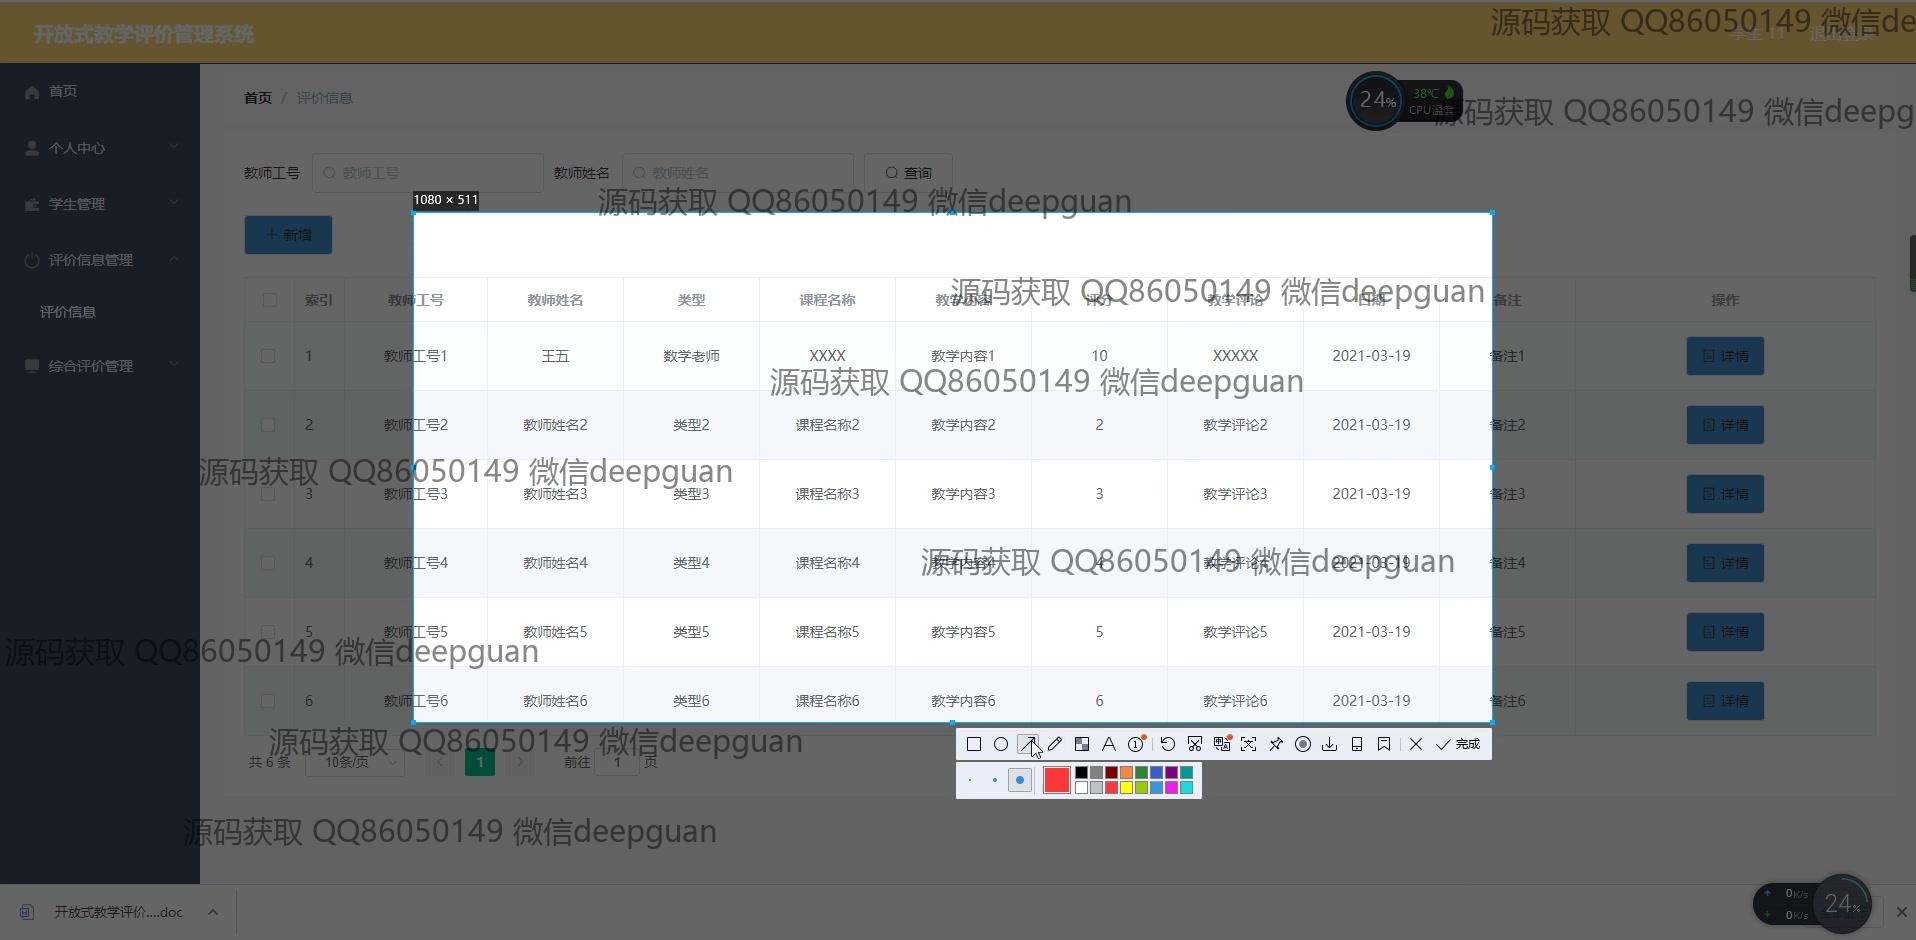 开放式教学评价管理系统
源码获取 QQ86050149 微信de
首页
个人中心
学生管理
评价信息管理
评价信息
综合评价管理
首页 / 评价信息
24% 38℃ CPU温度
源码获取 QQ86050149 微信deepg
教师工号 教师工号 教师姓名 教师姓名 查询
1080 × 511
源码获取 QQ86050149 微信deepguan
+ 新增
源码获取 QQ86050149 微信deepguan
索引 教师工号 教师姓名 类型 课程名称 教学内容 评分 教学评论 日期 备注 操作
1 教师工号1 王五 数学老师 XXXX 教学内容1 10 XXXXX 2021-03-19 备注1 详情
源码获取 QQ86050149 微信deepguan
2 教师工号2 教师姓名2 类型2 课程名称2 教学内容2 2 教学评论2 2021-03-19 备注2 详情
源码获取 QQ86050149 微信deepguan
3 教师工号3 教师姓名3 类型3 课程名称3 教学内容3 3 教学评论3 2021-03-19 备注3 详情
源码获取 QQ86050149 微信deepguan
4 教师工号4 教师姓名4 类型4 课程名称4 教学内容4 4 教学评论4 2021-03-19 备注4 详情
5 教师工号5 教师姓名5 类型5 课程名称5 教学内容5 5 教学评论5 2021-03-19 备注5 详情
源码获取 QQ86050149 微信deepguan
6 教师工号6 教师姓名6 类型6 课程名称6 教学内容6 6 教学评论6 2021-03-19 备注6 详情
源码获取 QQ86050149 微信deepguan
完成
共 6 条 10条/页 1 前往 1 页
源码获取 QQ86050149 微信deepguan
开放式教学评价....doc
0K/s
0K/s
24%